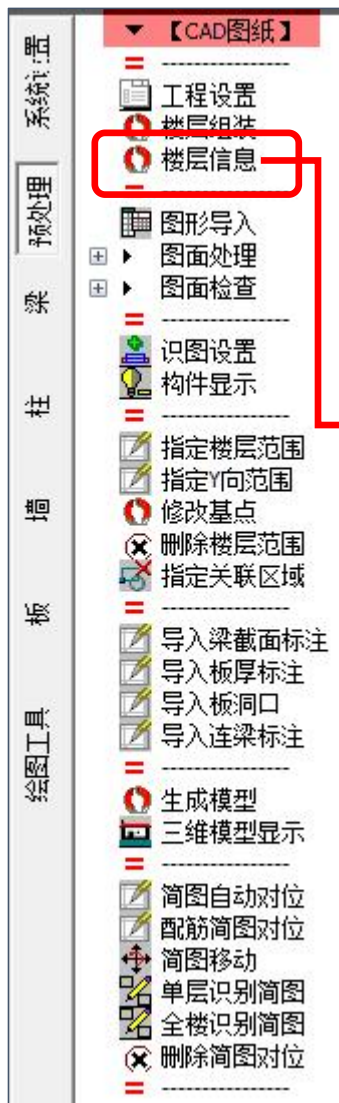 系统设置
预处理
梁
柱
墙
板
绘图工具
【CAD图纸】
----------------
工程设置
楼层组装
楼层信息
----------------
图形导入
图面处理
图面检查
----------------
识图设置
构件显示
----------------
指定楼层范围
指定Y向范围
修改基点
删除楼层范围
指定关联区域
----------------
导入梁截面标注
导入板厚标注
导入板洞口
导入连梁标注
----------------
生成模型
三维模型显示
----------------
简图自动对位
配筋简图对位
简图移动
单层识别简图
全楼识别简图
删除简图对位
----------------